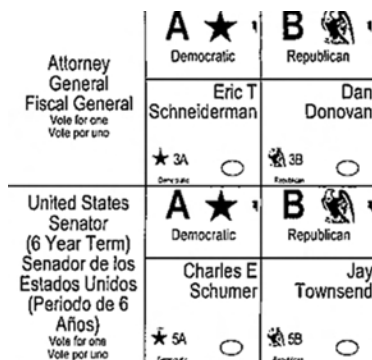 Attorney
General
Fiscal General
Vote for one
Vote por uno
A
Democratic
B
Republican
Eric T
Schneiderman
3A
Democratic
Dan
Donovan
3B
Republican
United States
Senator
(6 Year Term)
Senador de los
Estados Unidos
(Periodo de 6
Años)
Vote for one
Vote por uno
A
Democratic
B
Republican
Charles E
Schumer
5A
Jay
Townsend
5B